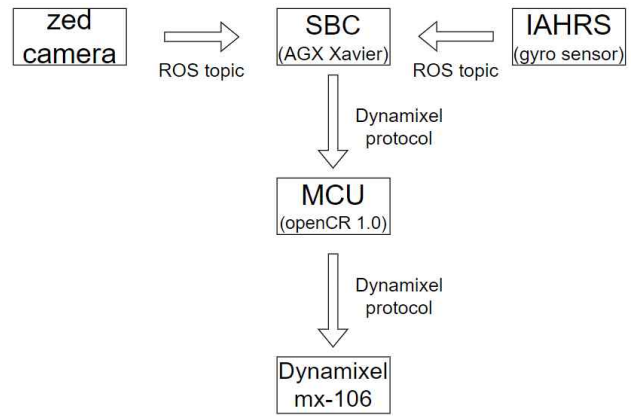 zed
camera
ROS topic
SBC
(AGX Xavier)
ROS topic
IAHRS
(gyro sensor)
Dynamixel
protocol
MCU
(openCR 1.0)
Dynamixel
protocol
Dynamixel
mx-106